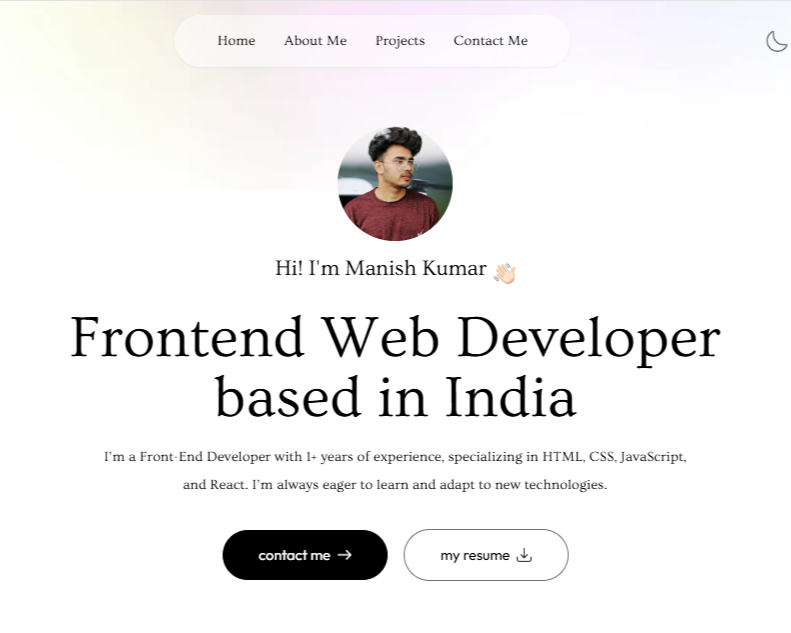 Home About Me Projects Contact Me
Hi! I'm Manish Kumar 👋🏻
Frontend Web Developer
based in India
I'm a Front-End Developer with 1+ years of experience, specializing in HTML, CSS, JavaScript,
and React. I'm always eager to learn and adapt to new technologies.
contact me → my resume